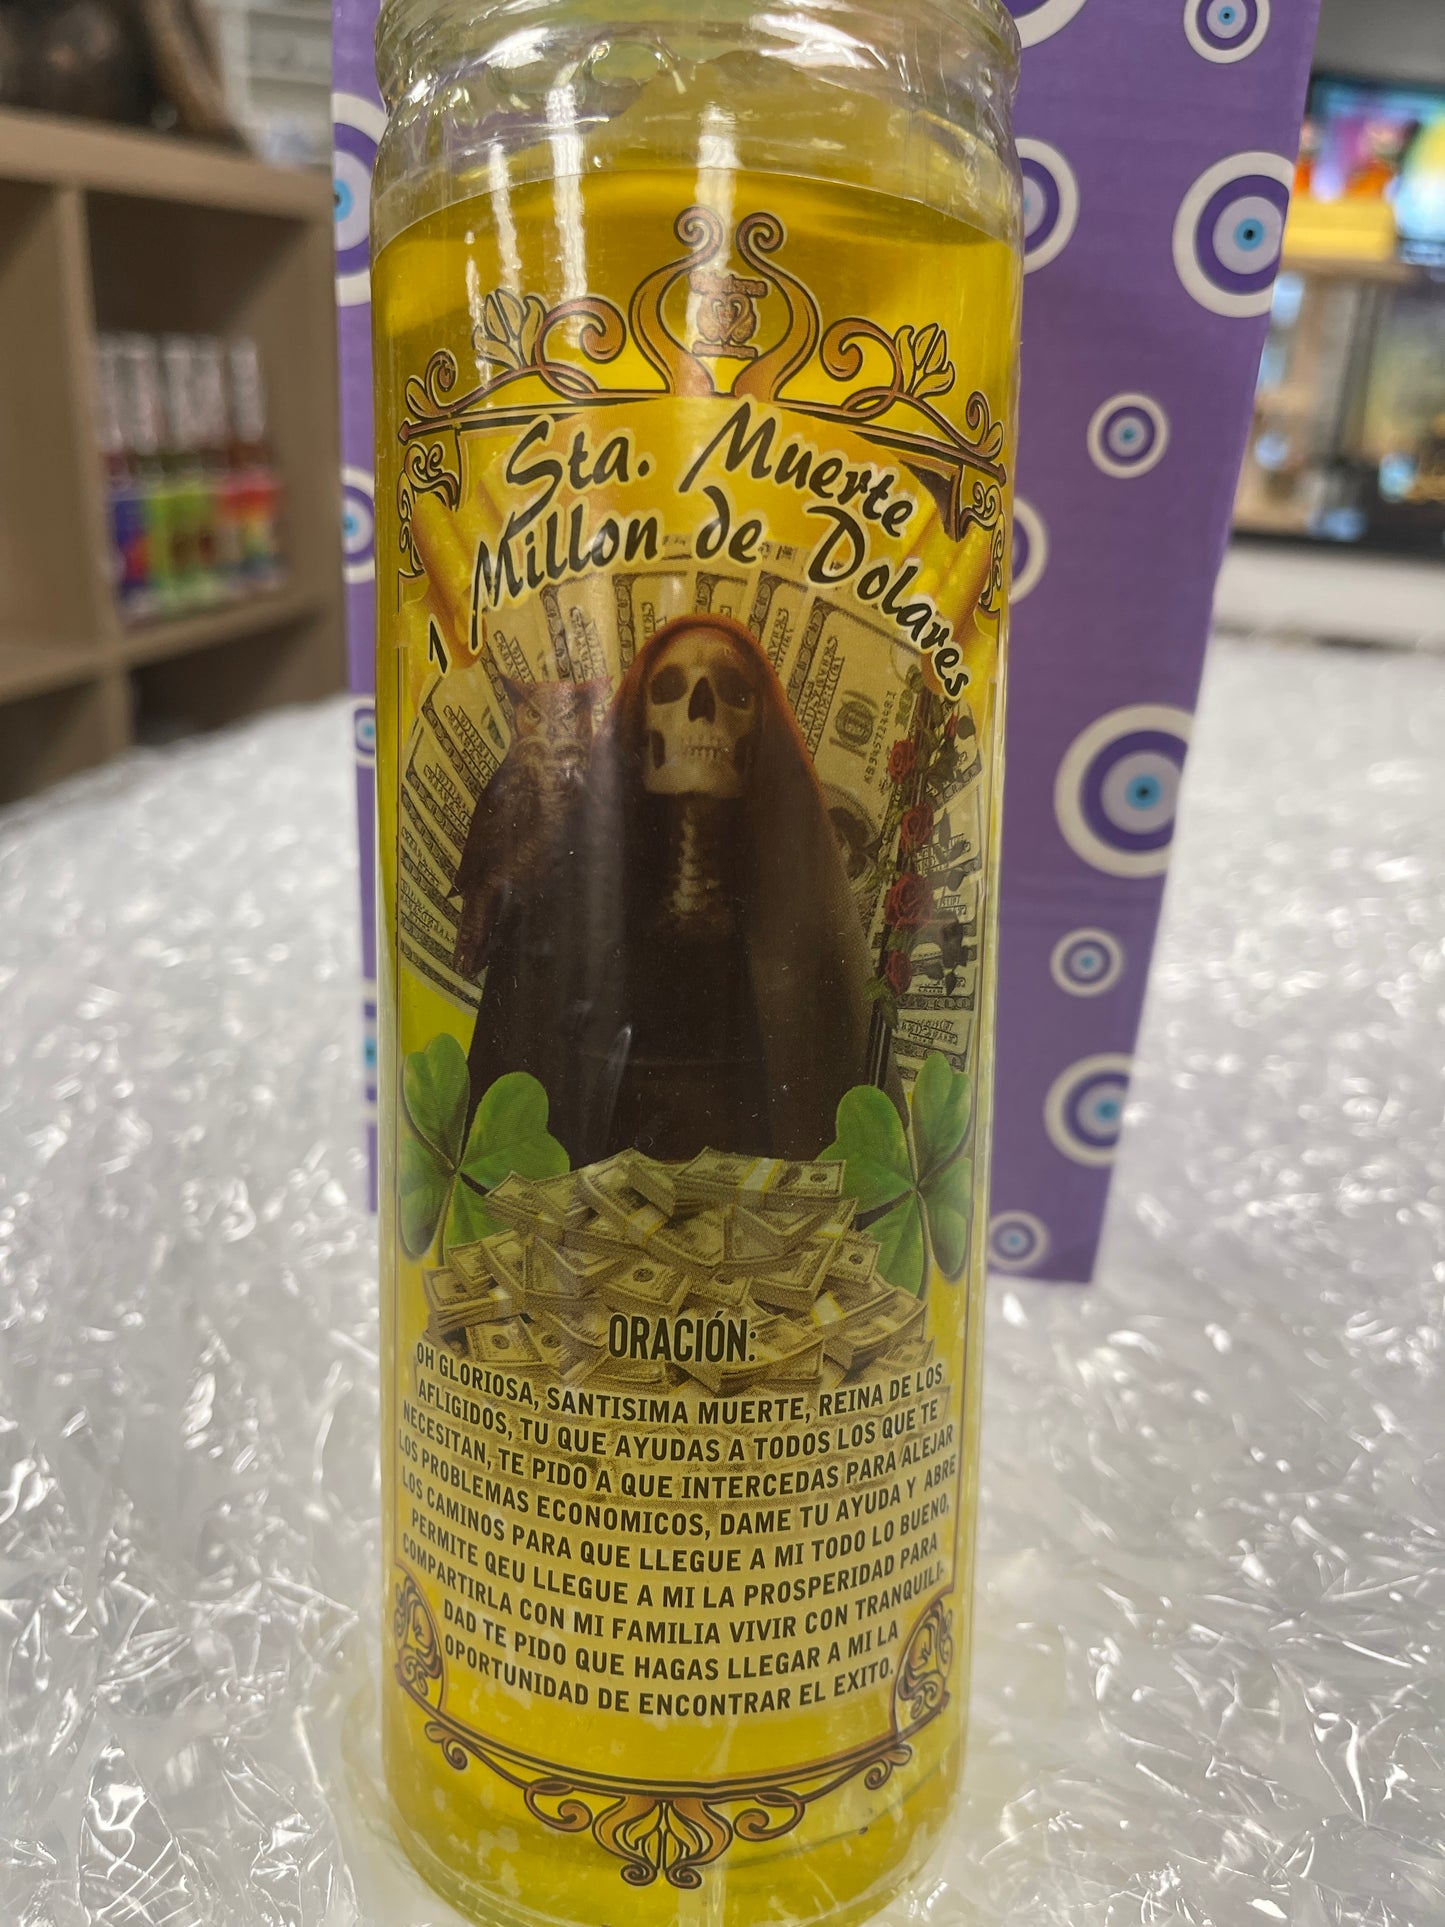 Sta. Muerte
1 Millon de Dolares
ORACIÓN:
OH GLORIOSA, SANTISIMA MUERTE, REINA DE LOS
AFLIGIDOS, TU QUE AYUDAS A TODOS LOS QUE TE
NECESITAN, TE PIDO A QUE INTERCEDAS PARA ALEJAR
LOS PROBLEMAS ECONOMICOS, DAME TU AYUDA Y ABRE
LOS CAMINOS PARA QUE LLEGUE A MI TODO LO BUENO,
PERMITE QEU LLEGUE A MI LA PROSPERIDAD PARA
COMPARTIRLA CON MI FAMILIA VIVIR CON TRANQUILI-
DAD TE PIDO QUE HAGAS LLEGAR A MI LA
OPORTUNIDAD DE ENCONTRAR EL EXITO.